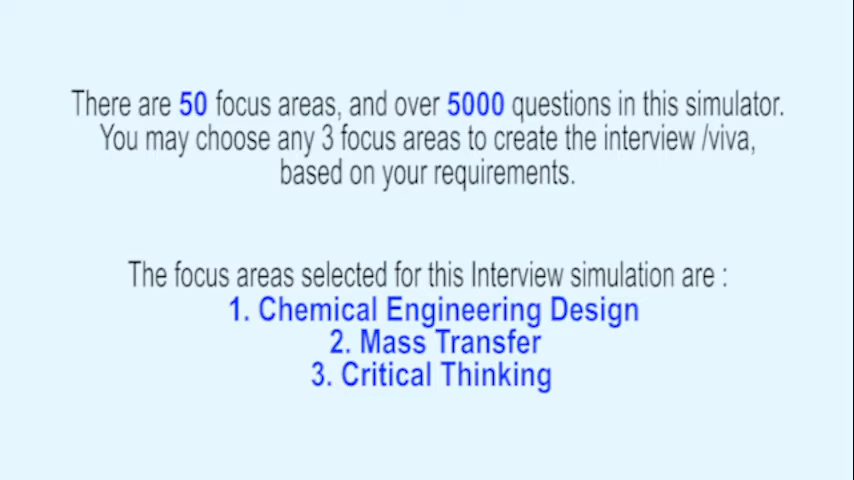 There are 50 focus areas, and over 5000 questions in this simulator.
You may choose any 3 focus areas to create the interview /viva,
based on your requirements.
The focus areas selected for this Interview simulation are :
1. Chemical Engineering Design
2. Mass Transfer
3. Critical Thinking